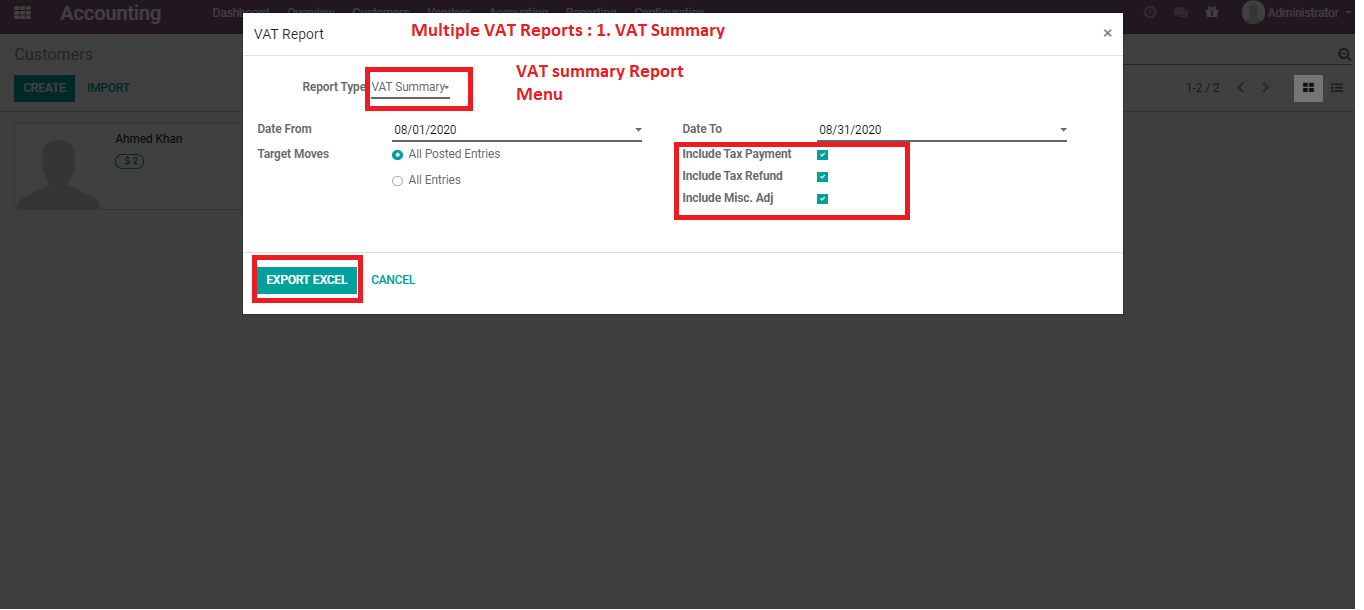 Accounting
Dashboard Overview Customers Vendors Accounting Reporting Configuration
Administrator
VAT Report
Multiple VAT Reports : 1. VAT Summary
×
Customers
CREATE
IMPORT
1-2 / 2
Report Type
VAT Summary
VAT summary Report
Menu
Date From
08/01/2020
Date To
08/31/2020
Target Moves
All Posted Entries
All Entries
Include Tax Payment
Include Tax Refund
Include Misc. Adj
Ahmed Khan
$ 2
EXPORT EXCEL
CANCEL